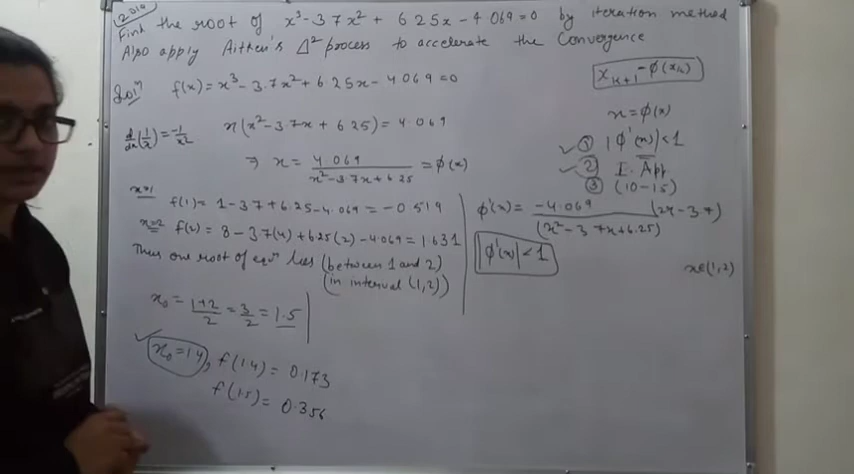 2014
Find the root of x³-3.7x² + 6.25x - 4.069=0 by iteration method
Also apply Aitken's Δ² process to accelerate the Convergence
Solⁿ f(x) = x³ - 3.7x² + 6.25x - 4.069 = 0
d/dx(1/x) = -1/x²
x(x² - 3.7x + 6.25) = 4.069
⇒ x = 4.069 / x² - 3.7x + 6.25 = φ(x)
x=1 f(1) = 1 - 3.7 + 6.25 - 4.069 = -0.519
x=2 f(2) = 8 - 3.7(4) + 6.25(2) - 4.069 = 1.631
Thus one root of eqⁿ lies (between 1 and 2)
(in interval (1,2))
x₀ = 1+2/2 = 3/2 = 1.5
x₀ = 1.4, f(1.4) = 0.173
f(1.5) = 0.356
x = φ(x)
① |φ'(x)| < 1
② I. App
③ (10-15)
φ'(x) = -4.069 (2x - 3.7) / (x² - 3.7x + 6.25)
|φ'(x)| < 1
x∈(1,2)